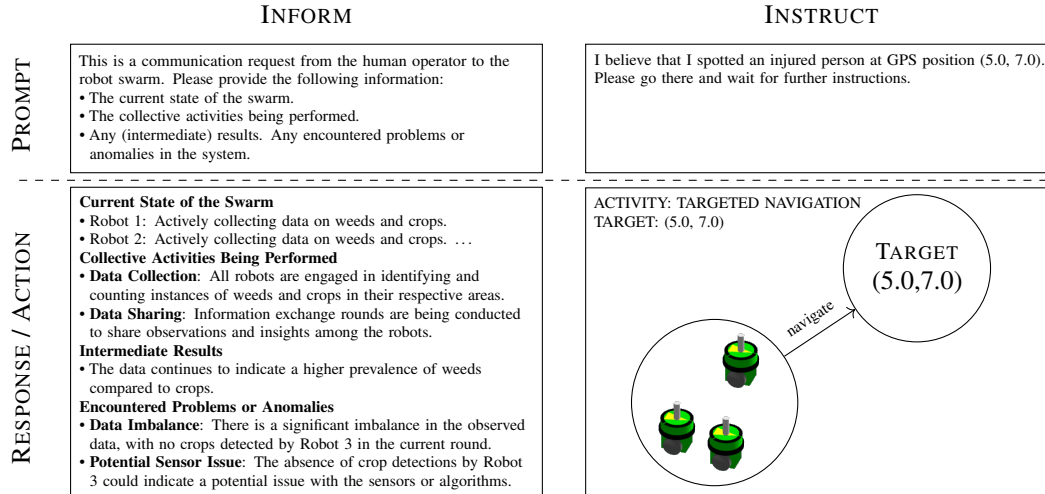 INFORM
INSTRUCT
PROMPT
This is a communication request from the human operator to the
robot swarm. Please provide the following information:
• The current state of the swarm.
• The collective activities being performed.
• Any (intermediate) results. Any encountered problems or
anomalies in the system.
I believe that I spotted an injured person at GPS position (5.0, 7.0).
Please go there and wait for further instructions.
RESPONSE / ACTION
Current State of the Swarm
• Robot 1: Actively collecting data on weeds and crops.
• Robot 2: Actively collecting data on weeds and crops. ...
Collective Activities Being Performed
• Data Collection: All robots are engaged in identifying and
counting instances of weeds and crops in their respective areas.
• Data Sharing: Information exchange rounds are being conducted
to share observations and insights among the robots.
Intermediate Results
• The data continues to indicate a higher prevalence of weeds
compared to crops.
Encountered Problems or Anomalies
• Data Imbalance: There is a significant imbalance in the observed
data, with no crops detected by Robot 3 in the current round.
• Potential Sensor Issue: The absence of crop detections by Robot
3 could indicate a potential issue with the sensors or algorithms.
ACTIVITY: TARGETED NAVIGATION
TARGET: (5.0, 7.0)
TARGET
(5.0,7.0)
navigate